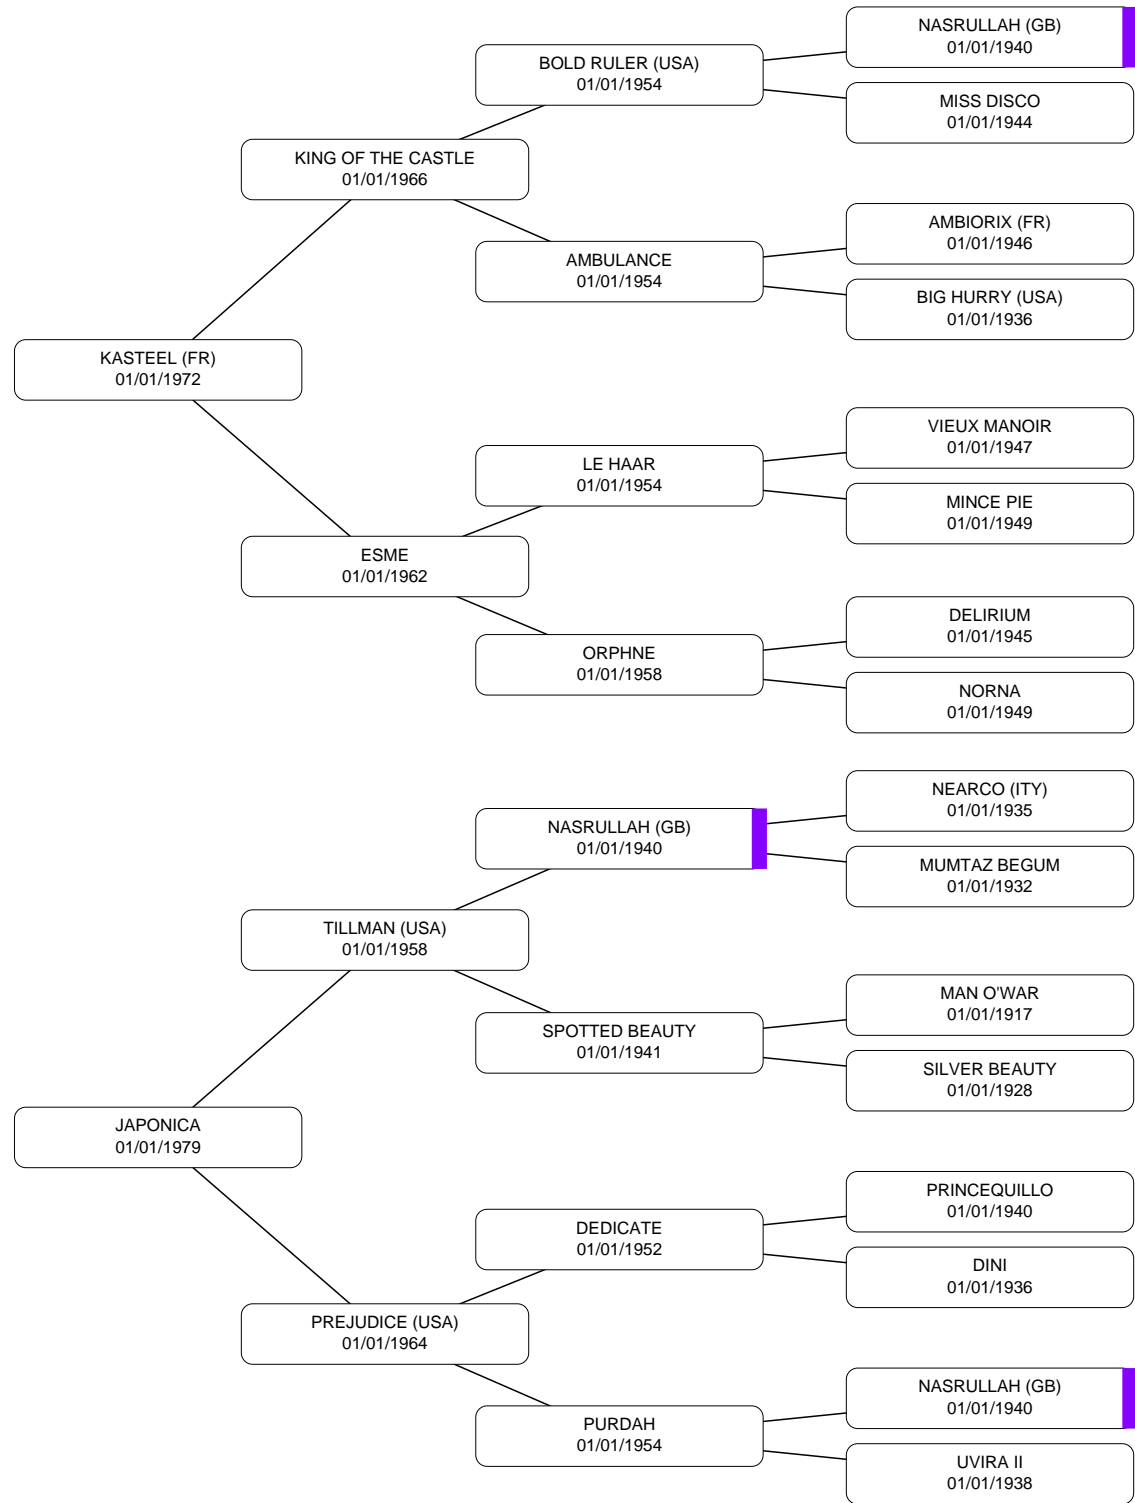 NASRULLAH (GB)
01/01/1940
BOLD RULER (USA)
01/01/1954
MISS DISCO
01/01/1944
KING OF THE CASTLE
01/01/1966
AMBIORIX (FR)
01/01/1946
AMBULANCE
01/01/1954
BIG HURRY (USA)
01/01/1936
KASTEEL (FR)
01/01/1972
VIEUX MANOIR
01/01/1947
LE HAAR
01/01/1954
MINCE PIE
01/01/1949
ESME
01/01/1962
DELIRIUM
01/01/1945
ORPHNE
01/01/1958
NORNA
01/01/1949
NEARCO (ITY)
01/01/1935
NASRULLAH (GB)
01/01/1940
MUMTAZ BEGUM
01/01/1932
TILLMAN (USA)
01/01/1958
MAN O'WAR
01/01/1917
SPOTTED BEAUTY
01/01/1941
SILVER BEAUTY
01/01/1928
JAPONICA
01/01/1979
PRINCEQUILLO
01/01/1940
DEDICATE
01/01/1952
DINI
01/01/1936
PREJUDICE (USA)
01/01/1964
NASRULLAH (GB)
01/01/1940
PURDAH
01/01/1954
UVIRA II
01/01/1938